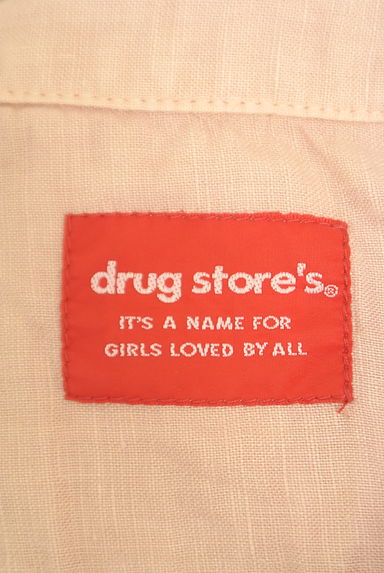 drug store's®
IT'S A NAME FOR
GIRLS LOVED BY ALL